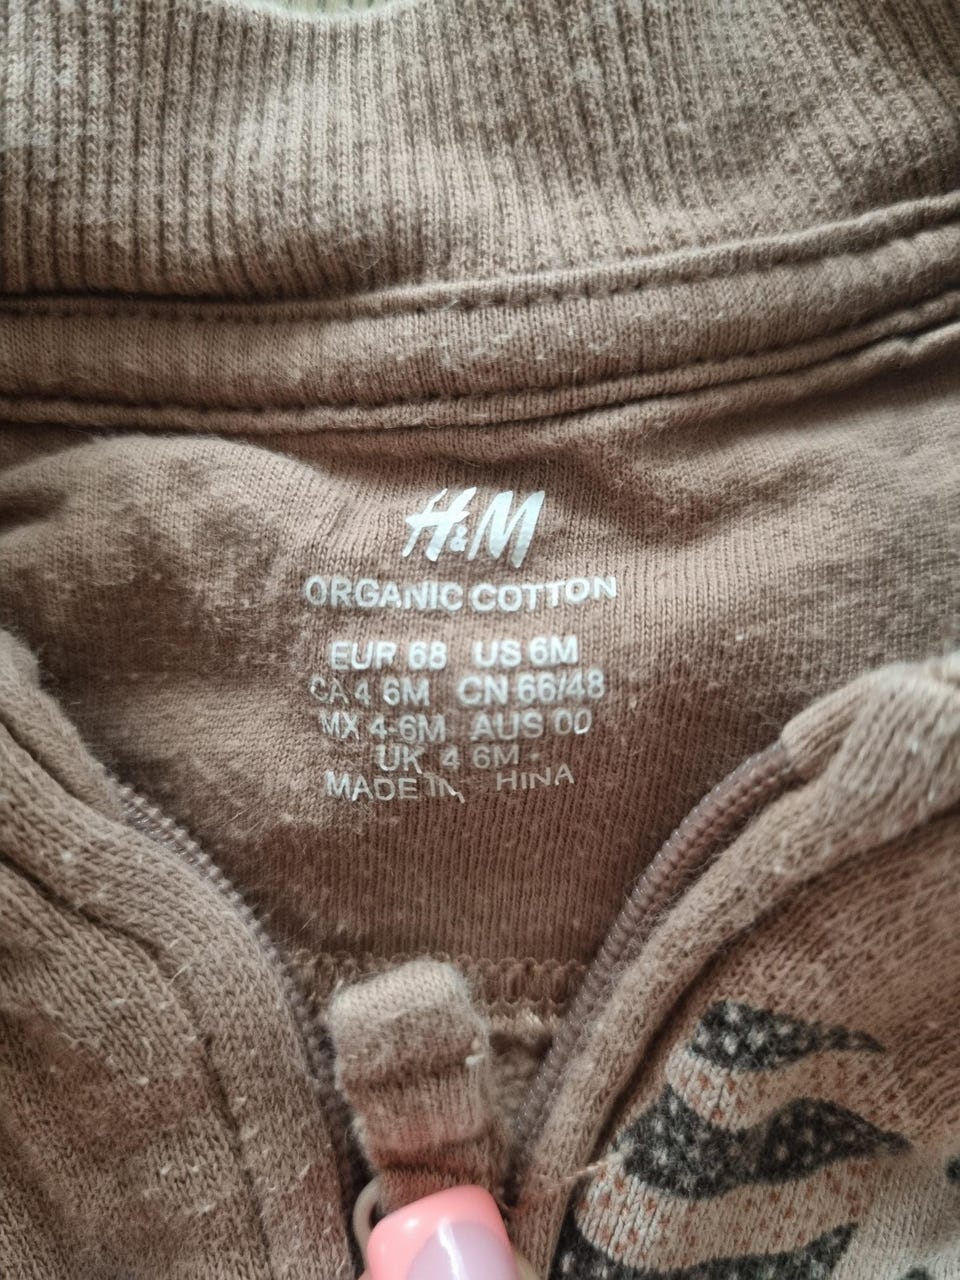 H&M
ORGANIC COTTON
EUR 68 US 6M
CA 4 6M CN 66/48
MX 4-6M AUS 00
UK 4 6M
MADE IN HINA